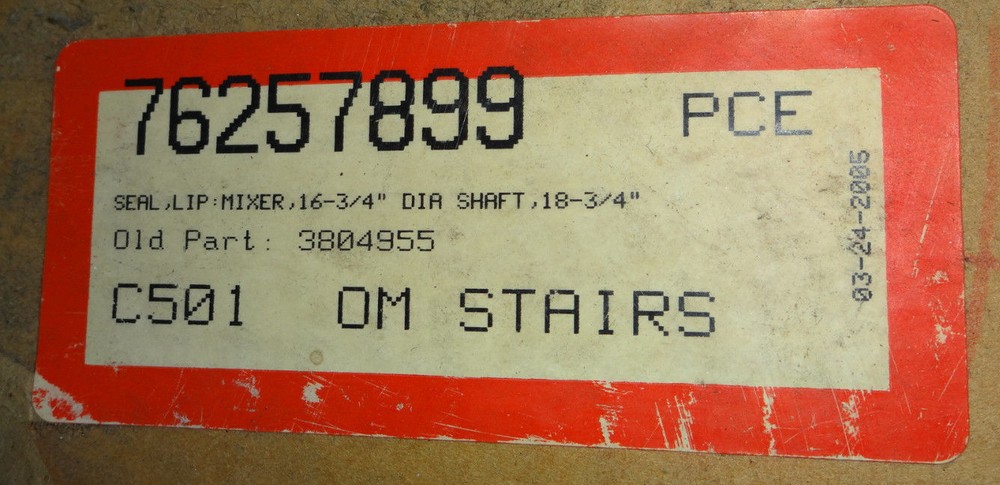 76257899 PCE
SEAL,LIP:MIXER,16-3/4" DIA SHAFT,18-3/4"
Old Part: 3804955
C501 OM STAIRS
03-24-2005